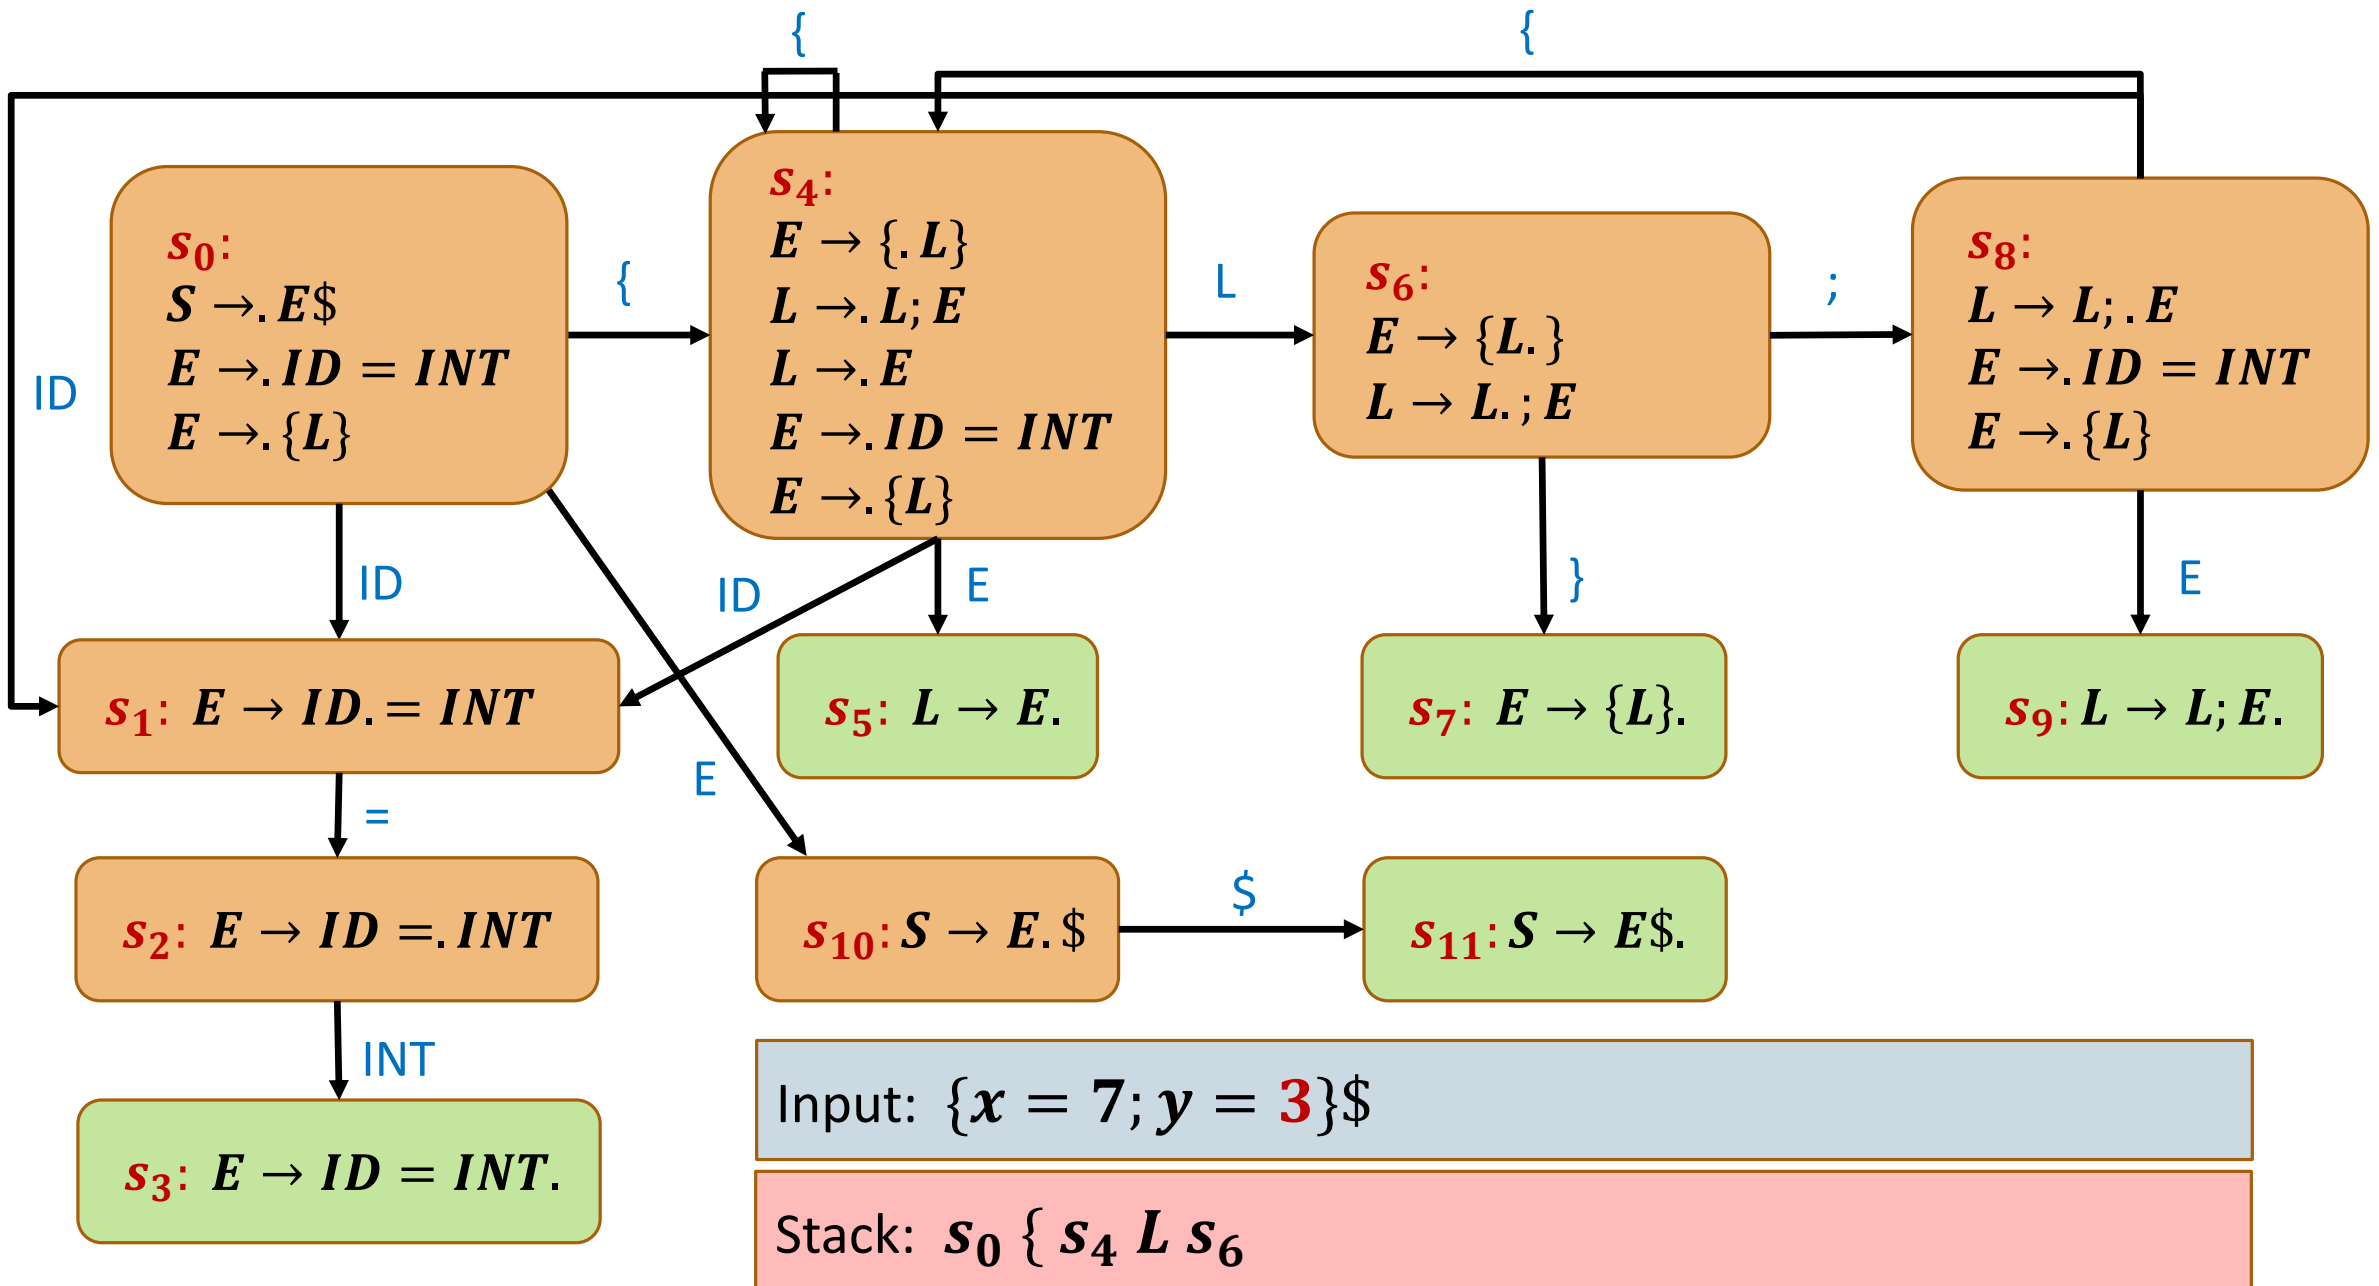 {
{
s₄:
E → {. L}
L →. L; E
L →. E
E →. ID = INT
E →. {L}
s₀:
S →. E$
E →. ID = INT
E →. {L}
s₈:
L → L; . E
E →. ID = INT
E →. {L}
s₆:
E → {L. }
L → L. ; E
{
L
;
ID
ID
ID
E
}
E
s₁: E → ID. = INT
s₅: L → E.
s₇: E → {L}.
s₉: L → L; E.
E
=
s₂: E → ID =. INT
s₁₀: S → E. $
$
s₁₁: S → E$.
INT
s₃: E → ID = INT.
Input: {x = 7; y = 3}$
Stack: s₀ { s₄ L s₆